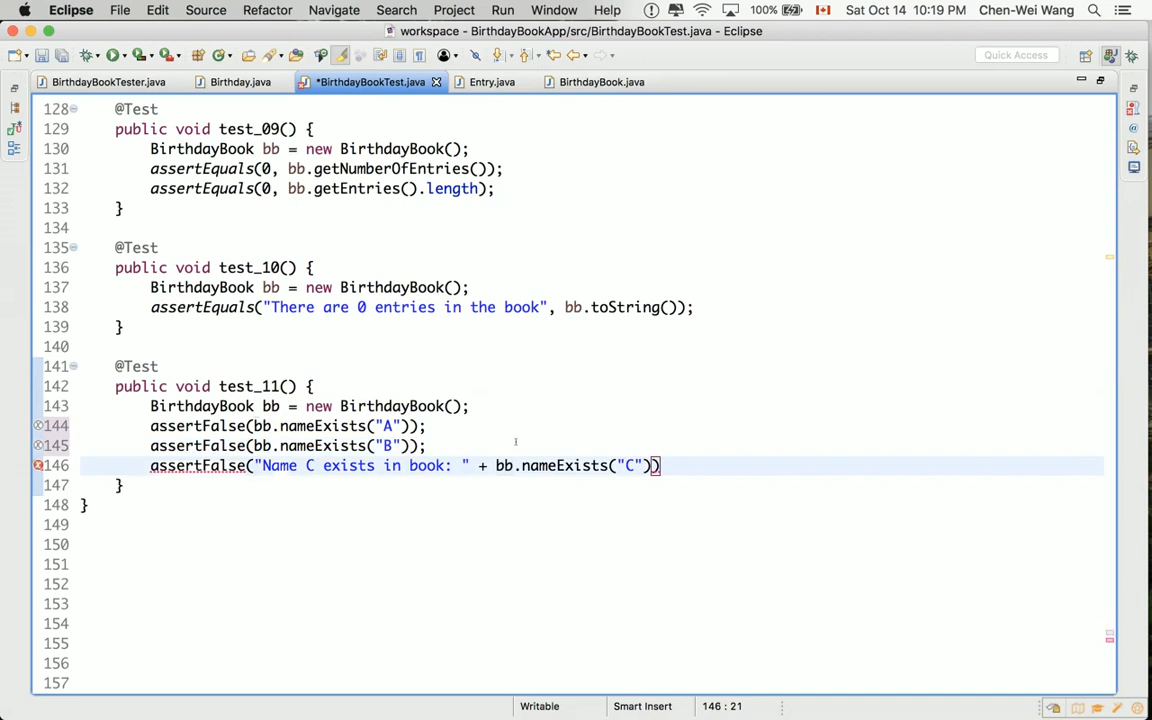 Eclipse File Edit Source Refactor Navigate Search Project Run Window Help 100% Sat Oct 14 10:19 PM Chen-Wei Wang
workspace - BirthdayBookApp/src/BirthdayBookTest.java - Eclipse
Quick Access
BirthdayBookTester.java Birthday.java *BirthdayBookTest.java Entry.java BirthdayBook.java
128 @Test
129 public void test_09() {
130 BirthdayBook bb = new BirthdayBook();
131 assertEquals(0, bb.getNumberOfEntries());
132 assertEquals(0, bb.getEntries().length);
133 }
134
135 @Test
136 public void test_10() {
137 BirthdayBook bb = new BirthdayBook();
138 assertEquals("There are 0 entries in the book", bb.toString());
139 }
140
141 @Test
142 public void test_11() {
143 BirthdayBook bb = new BirthdayBook();
144 assertFalse(bb.nameExists("A"));
145 assertFalse(bb.nameExists("B"));
146 assertFalse("Name C exists in book: " + bb.nameExists("C"))
147 }
148 }
149
150
151
152
153
154
155
156
157
Writable Smart Insert 146 : 21